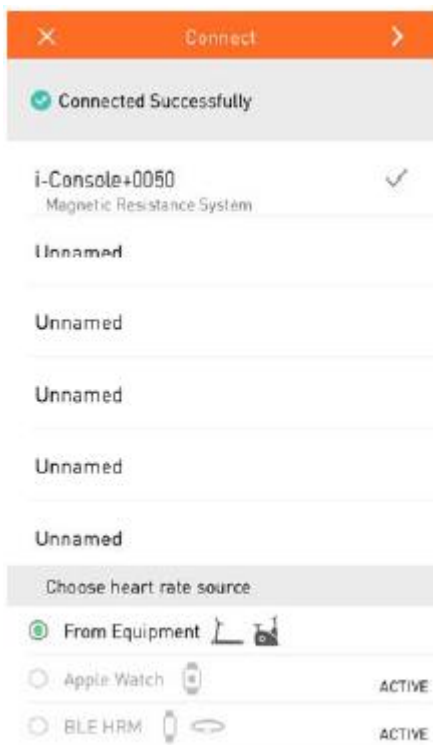 Connect
Connected Successfully
i-Console+0050
Magnetic Resistance System
Unnamed
Unnamed
Unnamed
Unnamed
Unnamed
Choose heart rate source
From Equipment
Apple Watch
ACTIVE
BLE HRM
ACTIVE